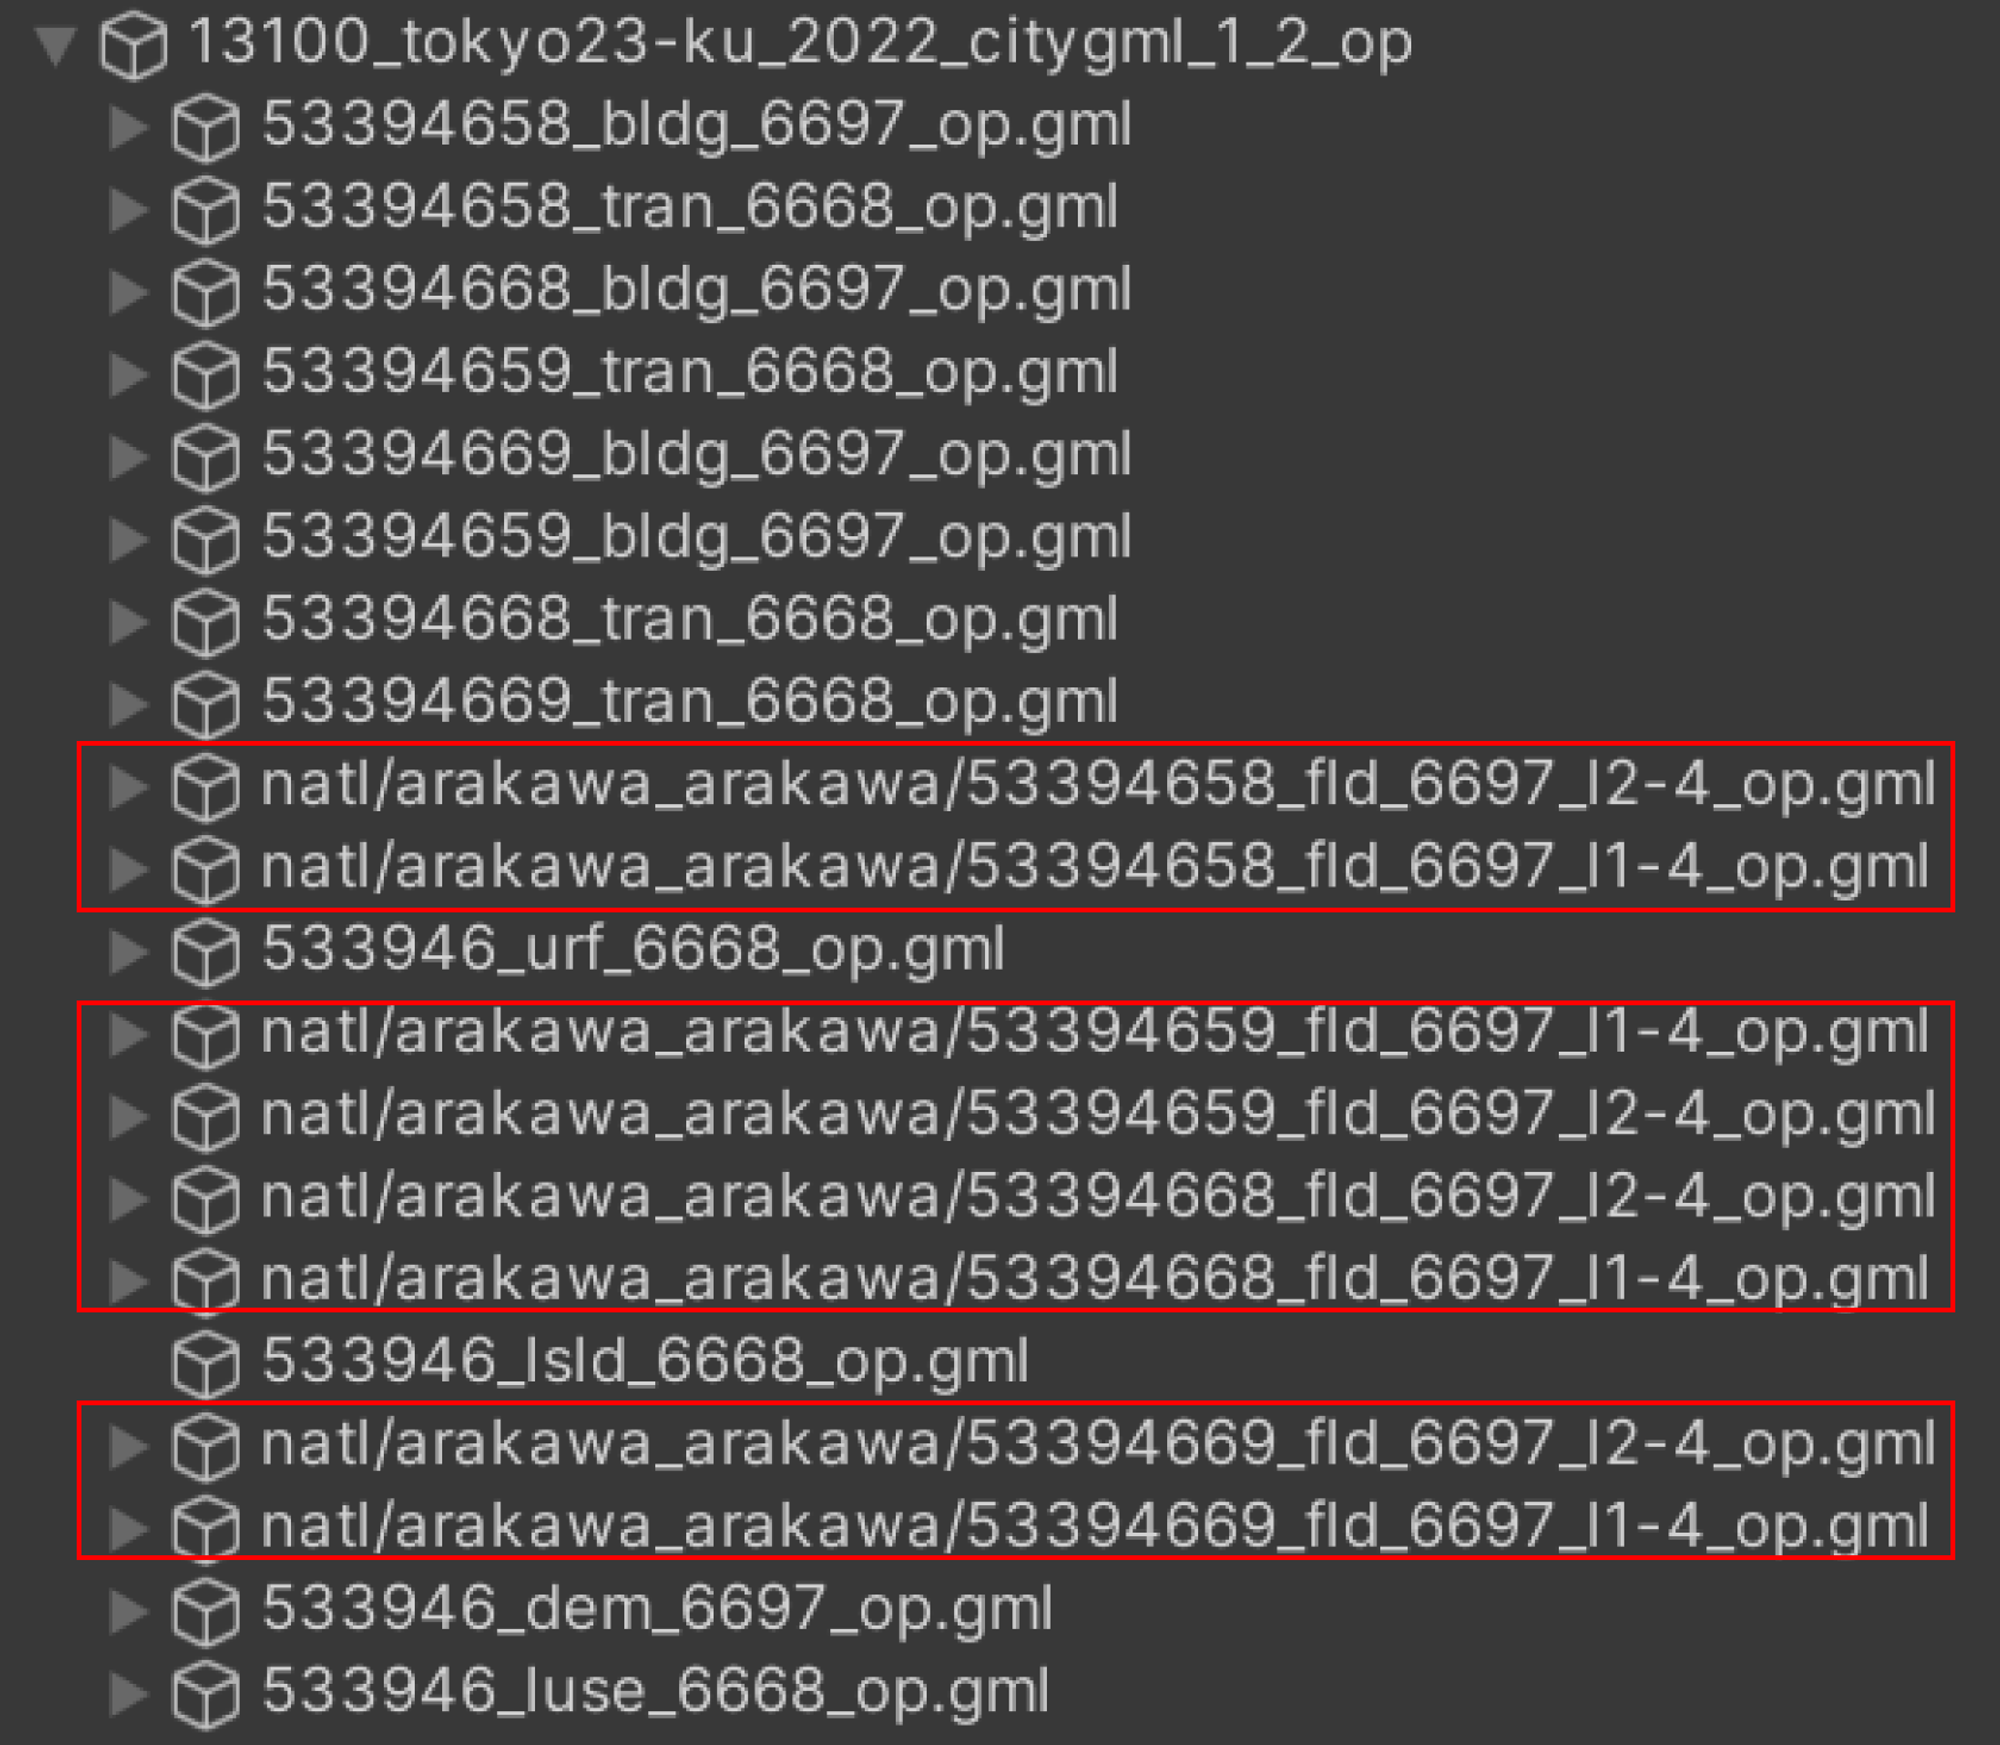 13100_tokyo23-ku_2022_citygml_1_2_op
53394658_bldg_6697_op.gml
53394658_tran_6668_op.gml
53394668_bldg_6697_op.gml
53394659_tran_6668_op.gml
53394669_bldg_6697_op.gml
53394659_bldg_6697_op.gml
53394668_tran_6668_op.gml
53394669_tran_6668_op.gml
natl/arakawa_arakawa/53394658_fld_6697_l2-4_op.gml
natl/arakawa_arakawa/53394658_fld_6697_l1-4_op.gml
533946_urf_6668_op.gml
natl/arakawa_arakawa/53394659_fld_6697_l1-4_op.gml
natl/arakawa_arakawa/53394659_fld_6697_l2-4_op.gml
natl/arakawa_arakawa/53394668_fld_6697_l2-4_op.gml
natl/arakawa_arakawa/53394668_fld_6697_l1-4_op.gml
533946_lsld_6668_op.gml
natl/arakawa_arakawa/53394669_fld_6697_l2-4_op.gml
natl/arakawa_arakawa/53394669_fld_6697_l1-4_op.gml
533946_dem_6697_op.gml
533946_luse_6668_op.gml